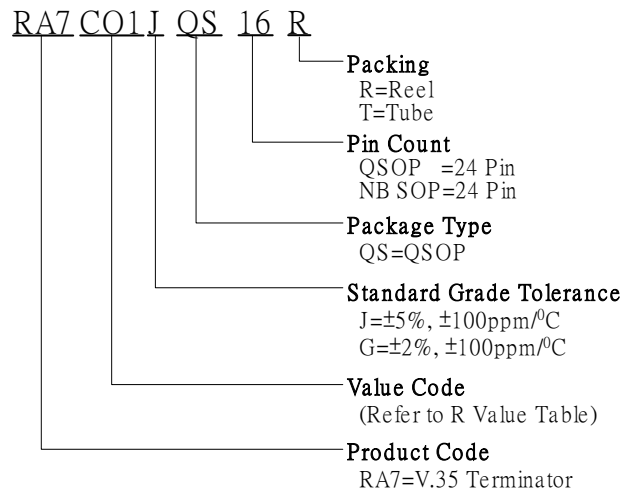 RA7 CO1 J QS 16 R
Packing
R=Reel
T=Tube
Pin Count
QSOP =24 Pin
NB SOP=24 Pin
Package Type
QS=QSOP
Standard Grade Tolerance
J=±5%, ±100ppm/⁰C
G=±2%, ±100ppm/⁰C
Value Code
(Refer to R Value Table)
Product Code
RA7=V.35 Terminator